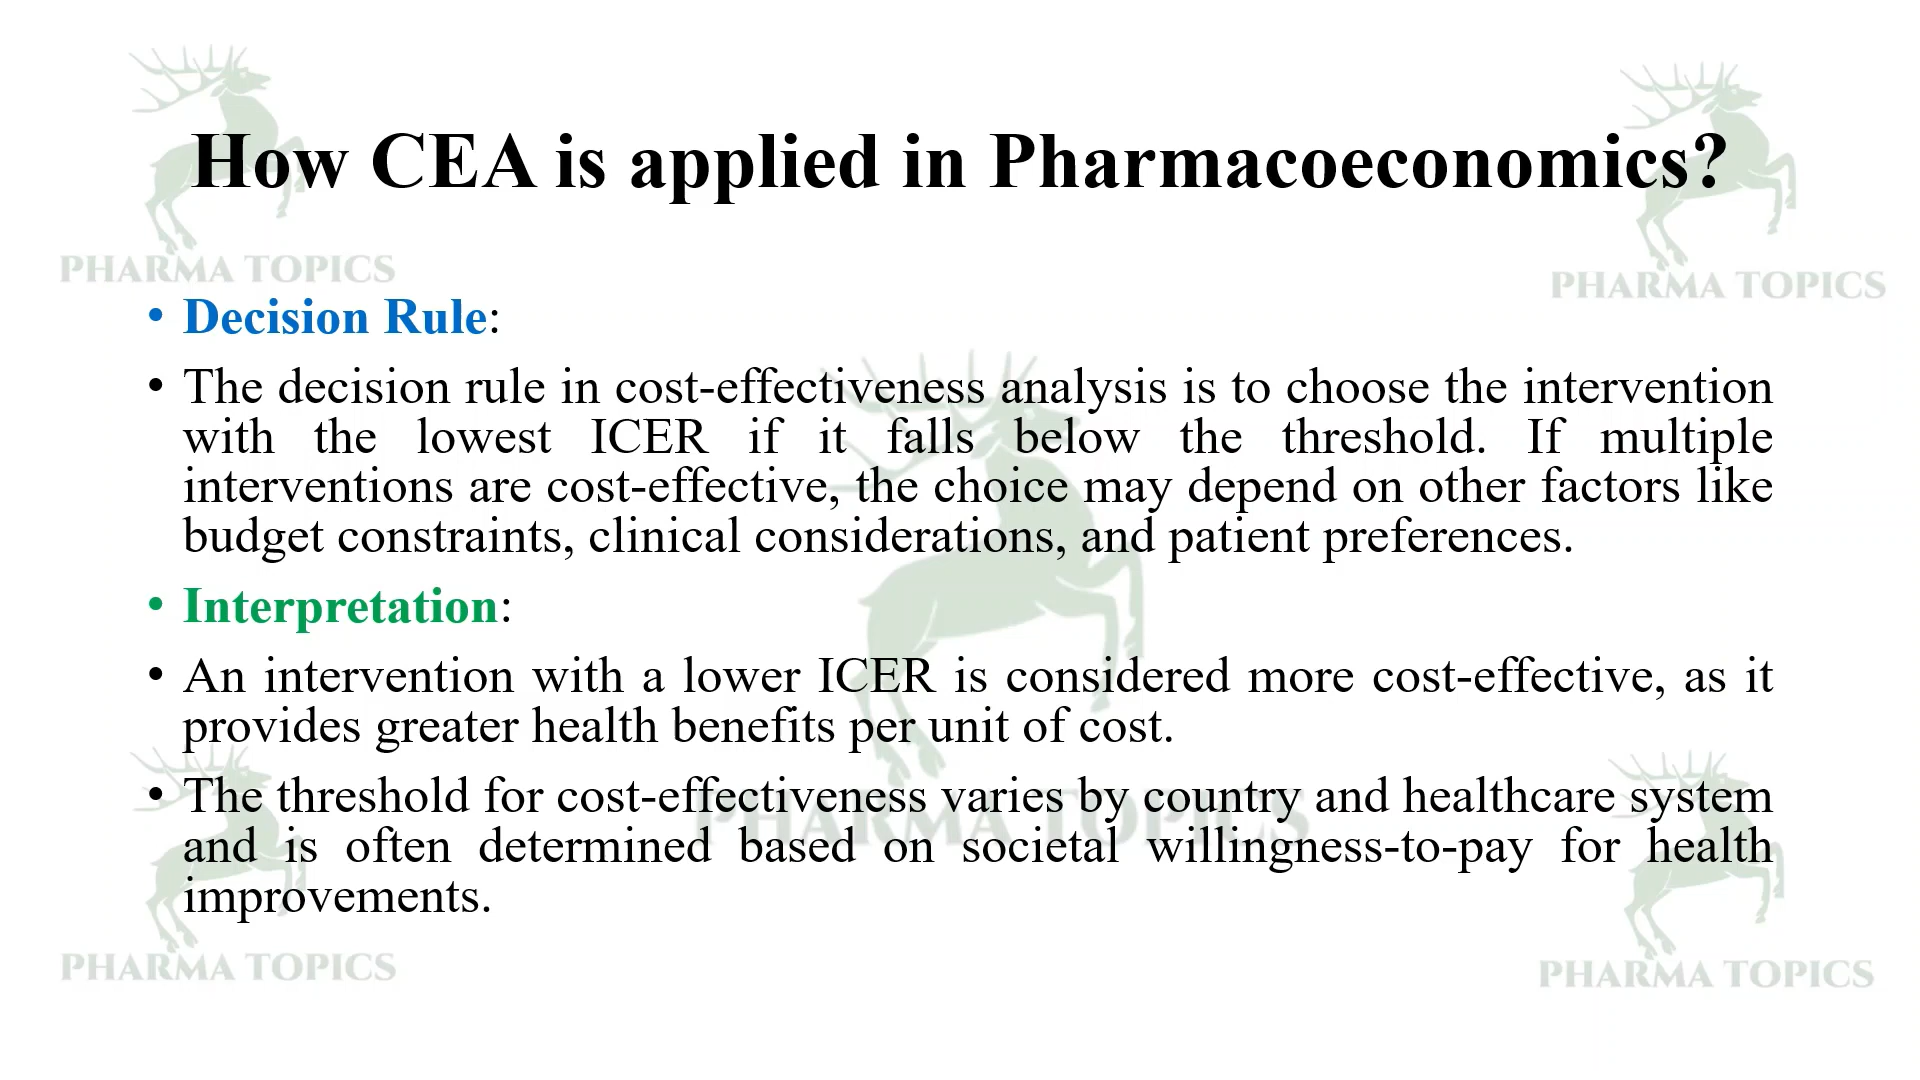 How CEA is applied in Pharmacoeconomics?
PHARMA TOPICS
PHARMA TOPICS
• Decision Rule:
• The decision rule in cost-effectiveness analysis is to choose the intervention
with the lowest ICER if it falls below the threshold. If multiple
interventions are cost-effective, the choice may depend on other factors like
budget constraints, clinical considerations, and patient preferences.
• Interpretation:
• An intervention with a lower ICER is considered more cost-effective, as it
provides greater health benefits per unit of cost.
• The threshold for cost-effectiveness varies by country and healthcare system
PHARMA TOPICS
and is often determined based on societal willingness-to-pay for health
improvements.
PHARMA TOPICS
PHARMA TOPICS